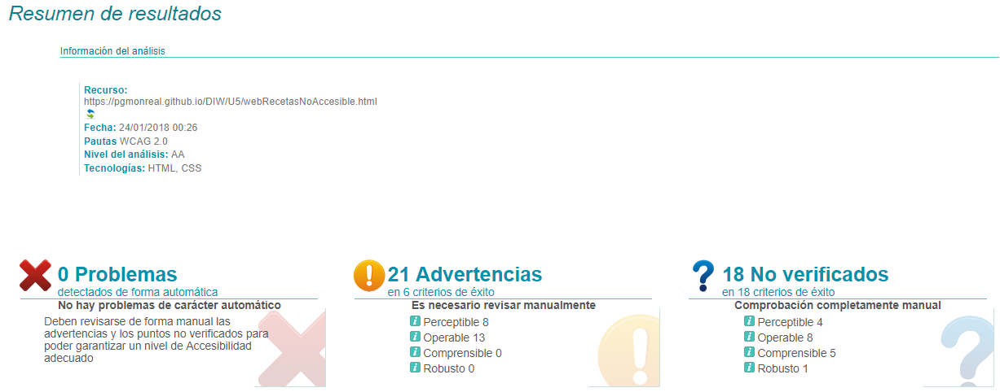 Resumen de resultados
Información del análisis
Recurso:
https://pgmonreal.github.io/DIW/U5/webRecetasNoAccesible.html
Fecha: 24/01/2018 00:26
Pautas WCAG 2.0
Nivel del análisis: AA
Tecnologías: HTML, CSS
0 Problemas
detectados de forma automática
No hay problemas de carácter automático
Deben revisarse de forma manual las
advertencias y los puntos no verificados para
poder garantizar un nivel de Accesibilidad
adecuado
21 Advertencias
en 6 criterios de éxito
Es necesario revisar manualmente
i Perceptible 8
i Operable 13
i Comprensible 0
i Robusto 0
18 No verificados
en 18 criterios de éxito
Comprobación completamente manual
i Perceptible 4
i Operable 8
i Comprensible 5
i Robusto 1